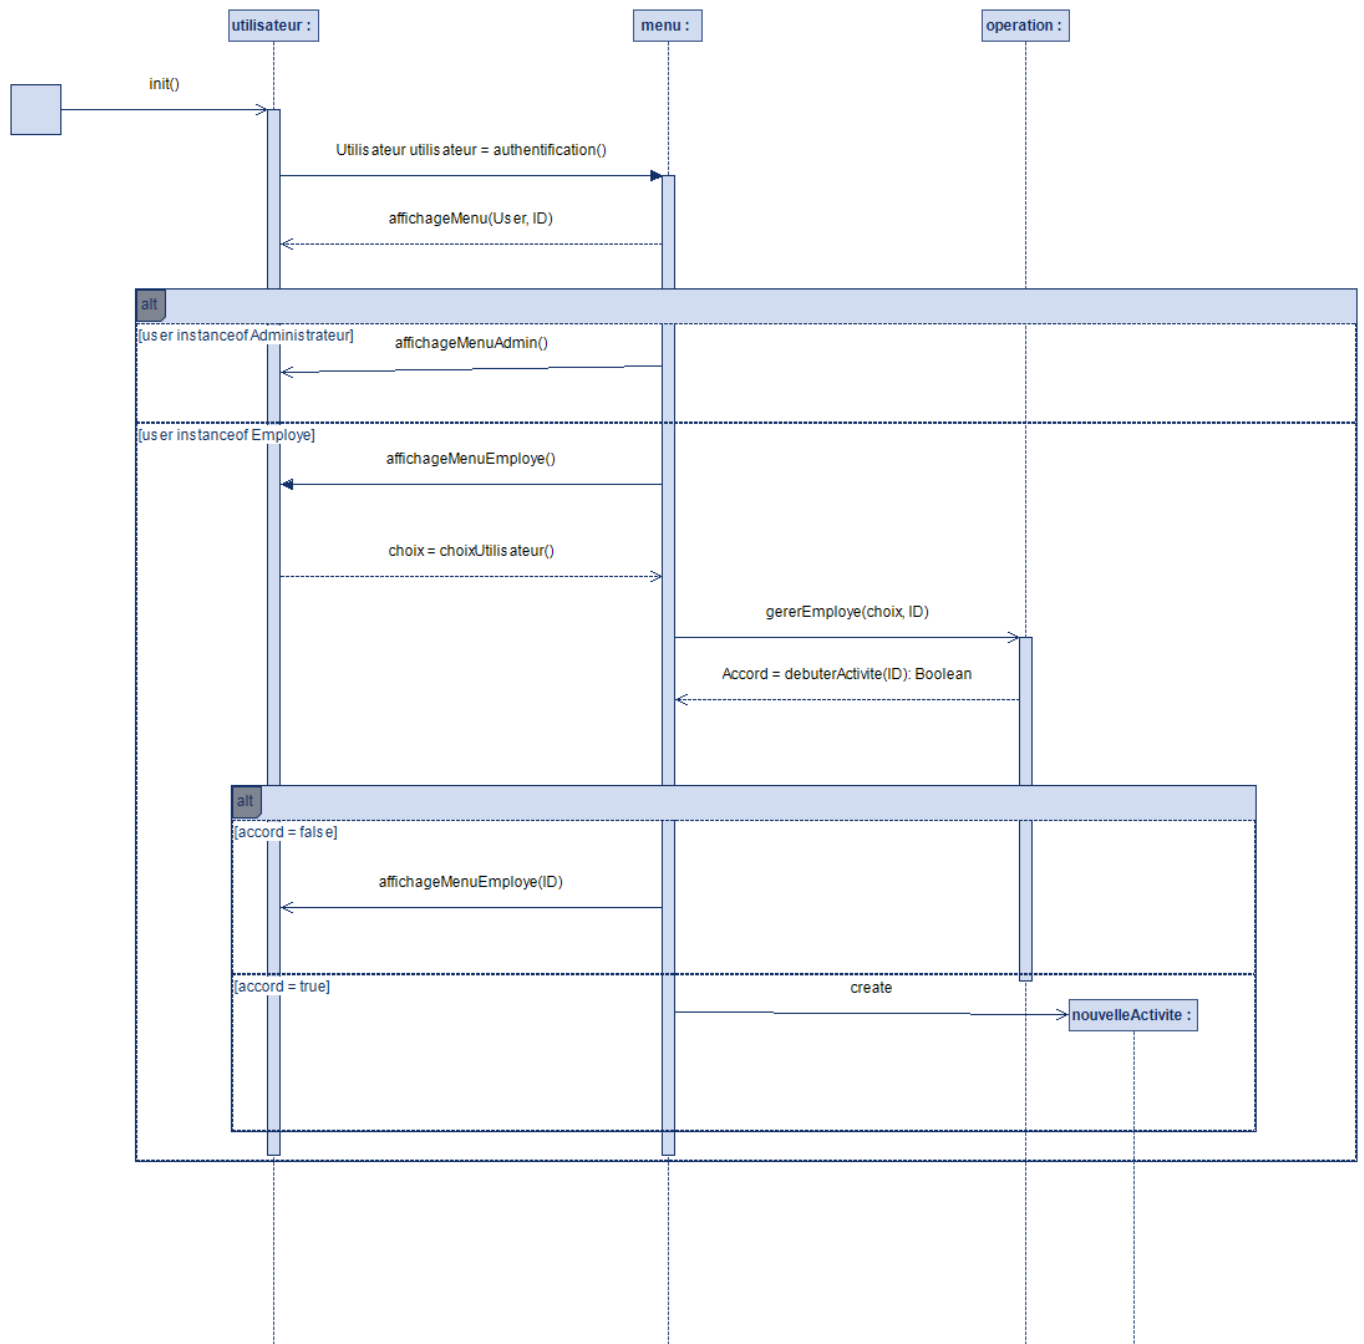 utilisateur :
menu :
operation :
init()
Utilisateur utilisateur = authentification()
affichageMenu(User, ID)
alt
[user instanceof Administrateur]
affichageMenuAdmin()
[user instanceof Employe]
affichageMenuEmploye()
choix = choixUtilisateur()
gererEmploye(choix, ID)
Accord = debuterActivite(ID): Boolean
alt
[accord = false]
affichageMenuEmploye(ID)
[accord = true]
create
nouvelleActivite :